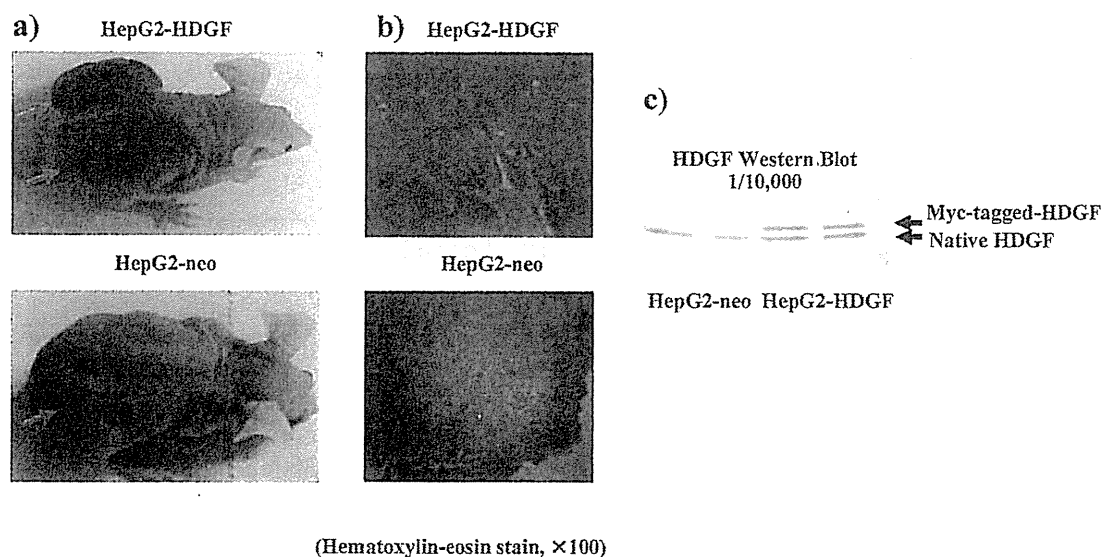 a)
HepG2-HDGF
HepG2-neo
b)
HepG2-HDGF
HepG2-neo
(Hematoxylin-eosin stain, ×100)
c)
HDGF Western Blot
1/10,000
Myc-tagged-HDGF
Native HDGF
HepG2-neo HepG2-HDGF